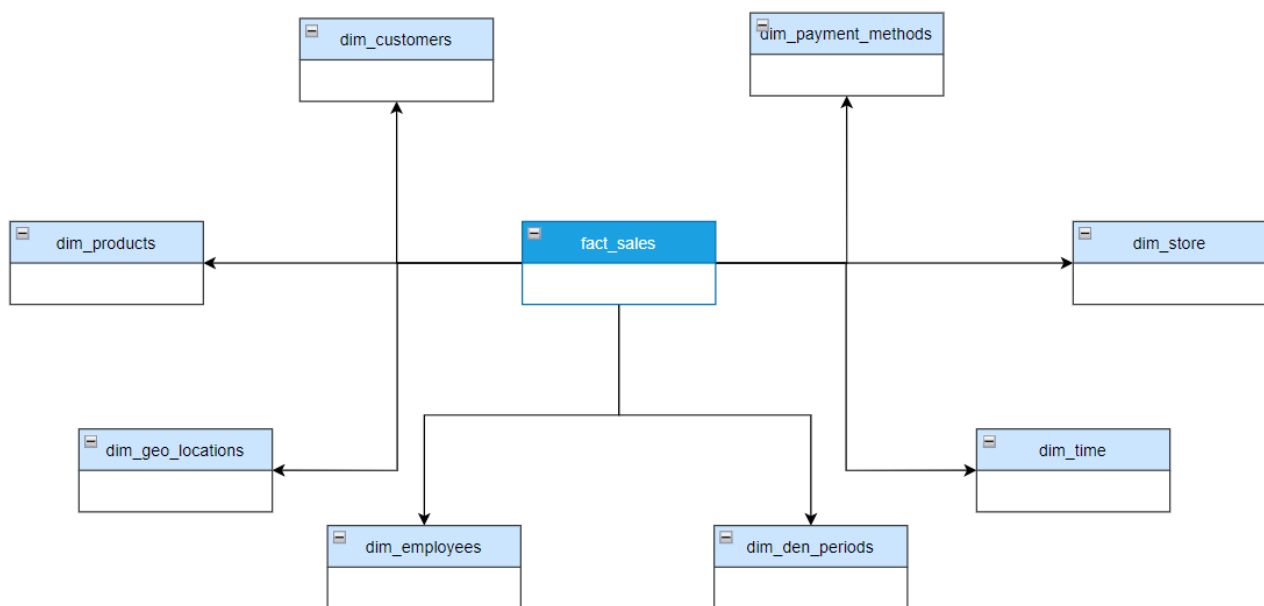 dim_customers
dim_payment_methods
dim_products
fact_sales
dim_store
dim_geo_locations
dim_time
dim_employees
dim_den_periods